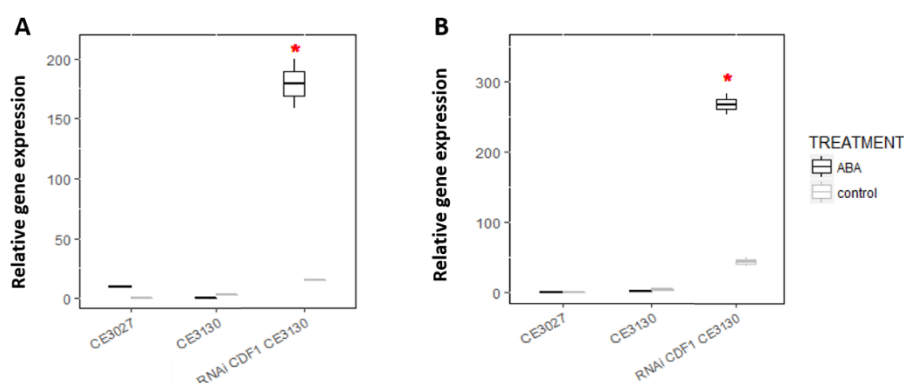 A
Relative gene expression
200
150
100
50
0
*
CE3027
CE3130
RNAi CDF1 CE3130
B
Relative gene expression
300
200
100
0
*
CE3027
CE3130
RNAi CDF1 CE3130
TREATMENT
ABA
control